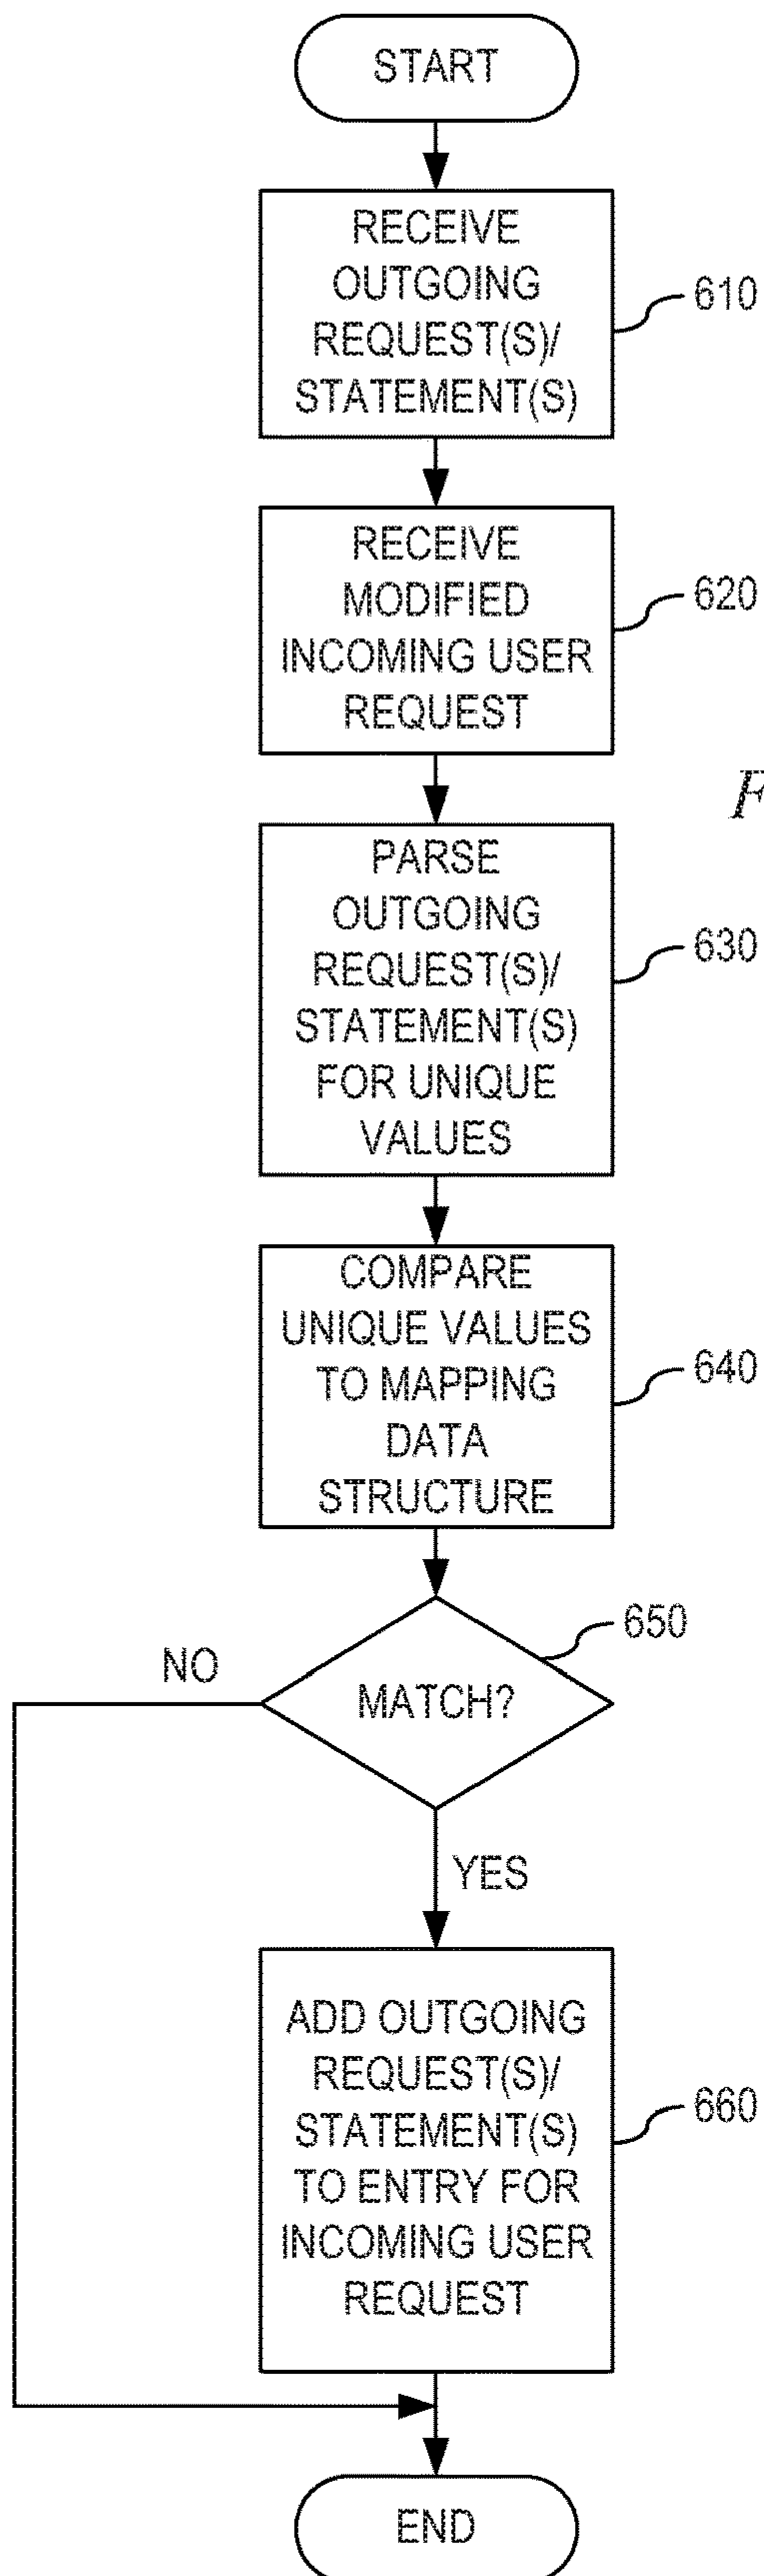 START
RECEIVE
OUTGOING
REQUEST(S)/
STATEMENT(S)
610
RECEIVE
MODIFIED
INCOMING USER
REQUEST
620
F
PARSE
OUTGOING
REQUEST(S)/
STATEMENT(S)
FOR UNIQUE
VALUES
630
COMPARE
UNIQUE VALUES
TO MAPPING
DATA
STRUCTURE
640
650
NO
MATCH?
YES
ADD OUTGOING
REQUEST(S)/
STATEMENT(S)
TO ENTRY FOR
INCOMING USER
REQUEST
660
END